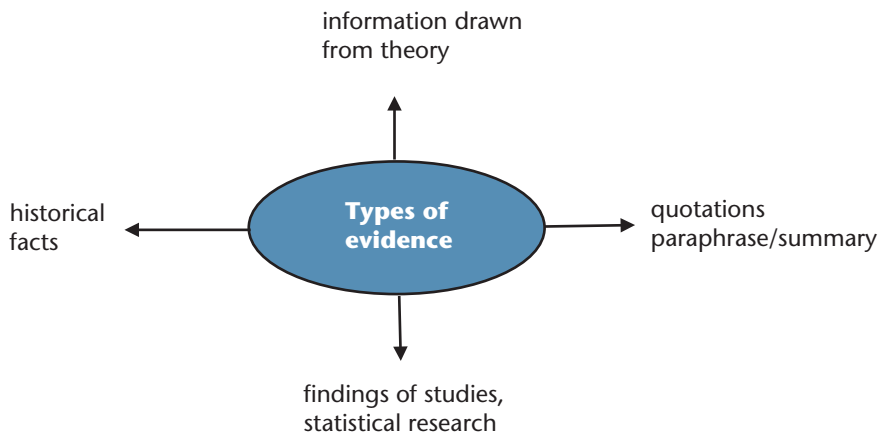 information drawn
from theory
historical
facts
Types of
evidence
quotations
paraphrase/summary
findings of studies,
statistical research